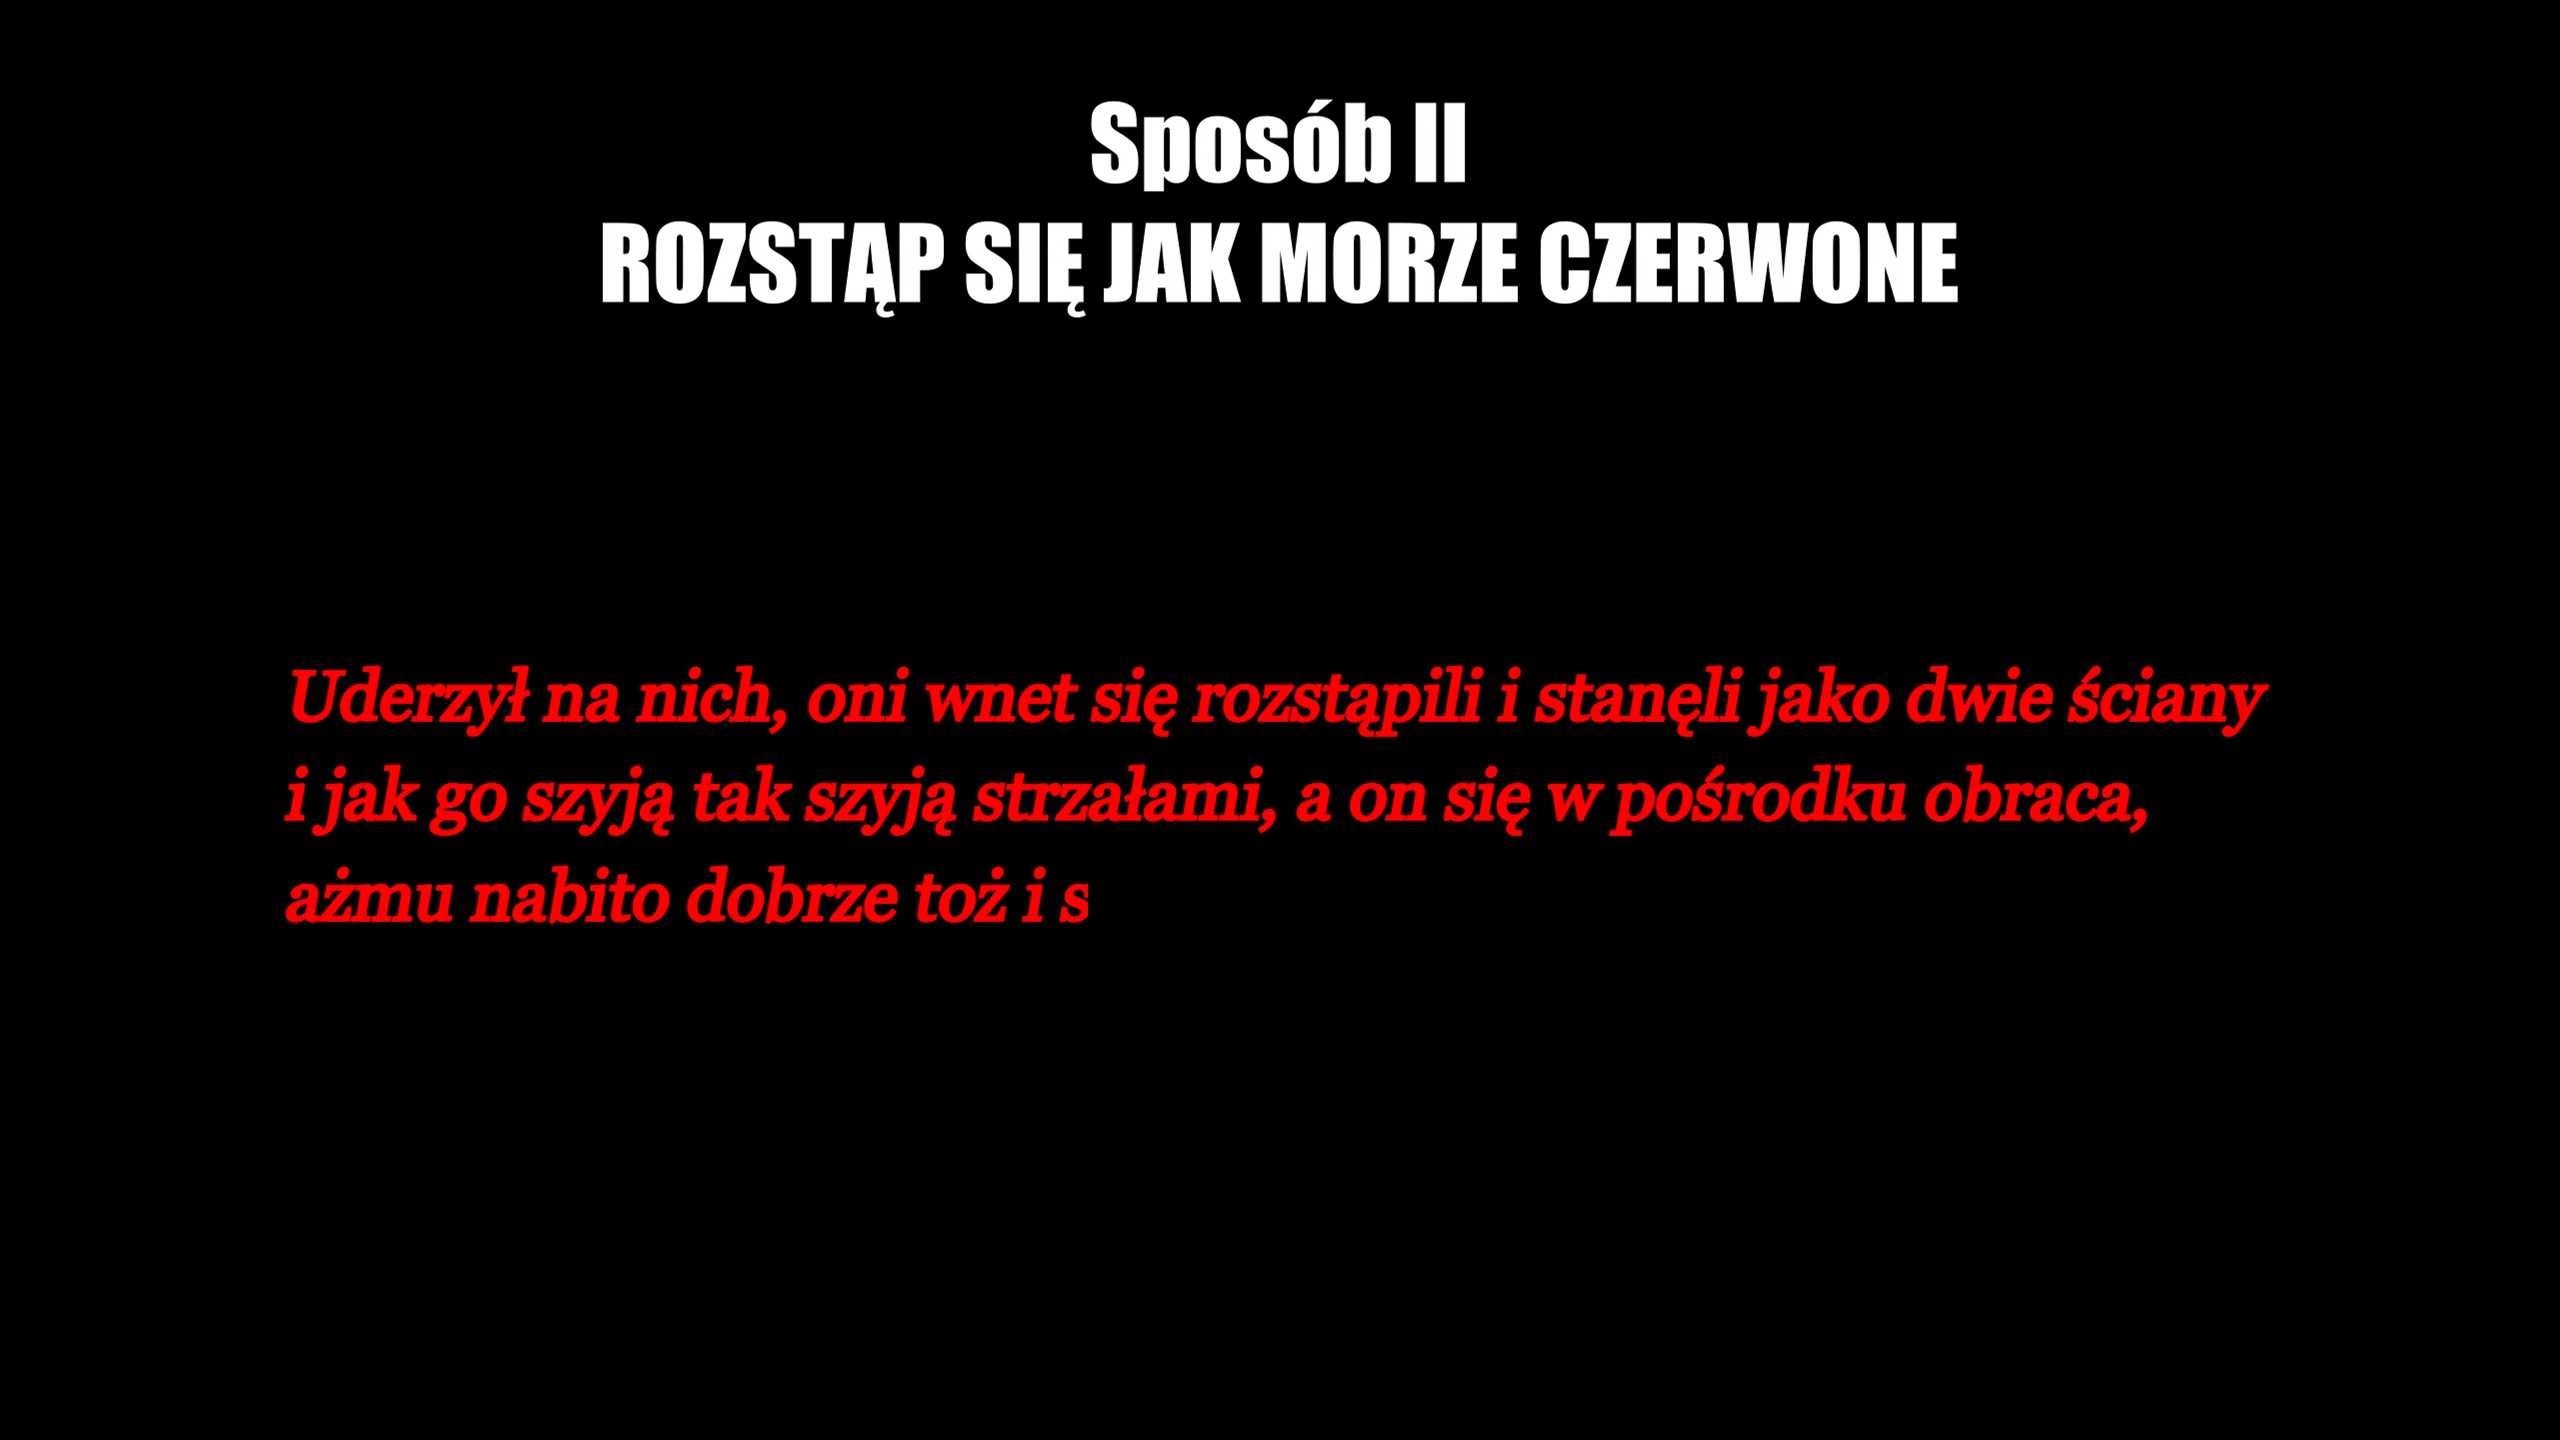 Sposób II
ROZSTĄP SIĘ JAK MORZE CZERWONE
Uderzył na nich, oni wnet się rozstąpili i stanęli jako dwie ściany
i jak go szyją tak szyją strzałami, a on się w pośrodku obraca,
ażmu nabito dobrze toż i s